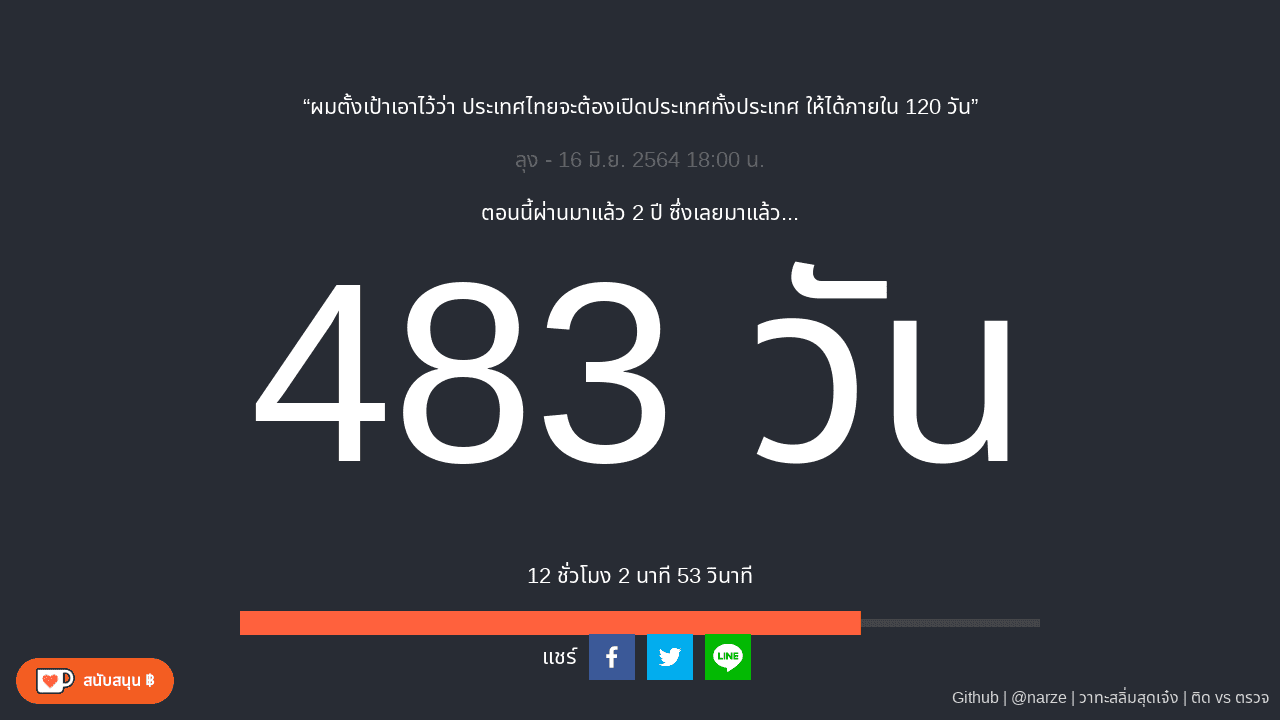 “ผมตั้งเป้าเอาไว้ว่า ประเทศไทยจะต้องเปิดประเทศทั้งประเทศ ให้ได้ภายใน 120 วัน”
ลุง - 16 มิ.ย. 2564 18:00 น.
ตอนนี้ผ่านมาแล้ว 2 ปี ซึ่งเลยมาแล้ว...
483 วัน
12 ชั่วโมง 2 นาที 53 วินาที
แชร์
LINE
สนับสนุน ฿
Github | @narze | วาทะสลิ่มสุดเจ๋ง | ติด vs ตรวจ